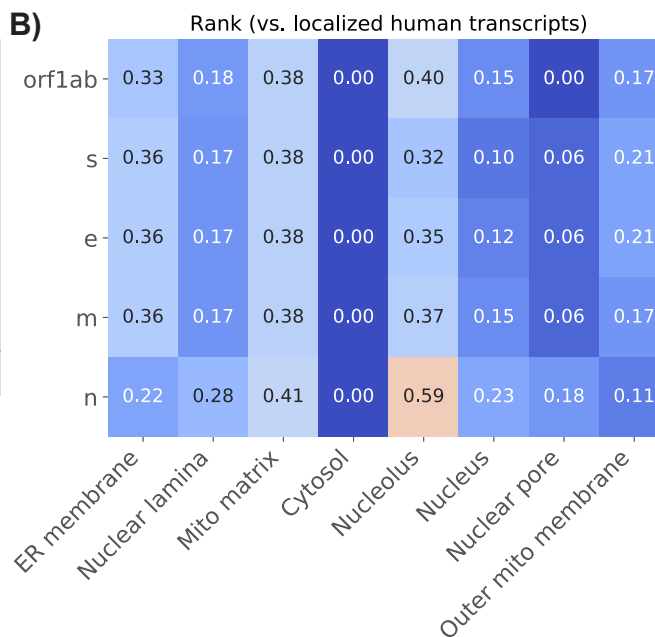 B)
Rank (vs. localized human transcripts)
orf1ab 0.33 0.18 0.38 0.00 0.40 0.15 0.00 0.17
s 0.36 0.17 0.38 0.00 0.32 0.10 0.06 0.21
e 0.36 0.17 0.38 0.00 0.35 0.12 0.06 0.21
m 0.36 0.17 0.38 0.00 0.37 0.15 0.06 0.17
n 0.22 0.28 0.41 0.00 0.59 0.23 0.18 0.11
ER membrane
Nuclear lamina
Mito matrix
Cytosol
Nucleolus
Nucleus
Nuclear pore
Outer mito membrane